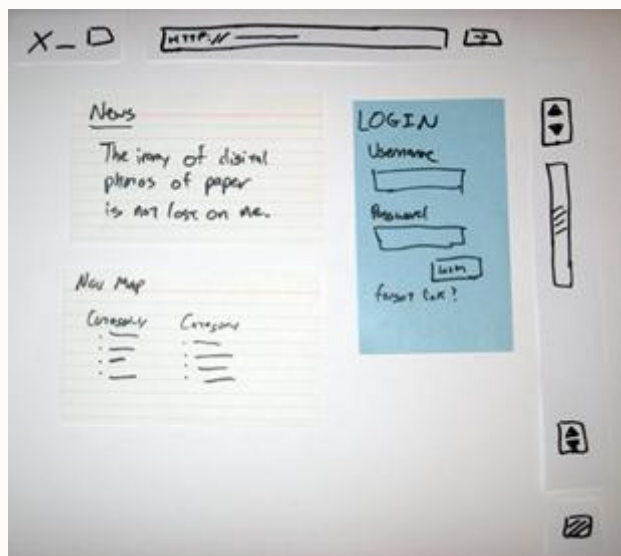 X _ □
HTTP://
News
The irony of digital
photos of paper
is not lost on me.
LOGIN
Username
Password
Login
forgot
Nav Map
Category Category